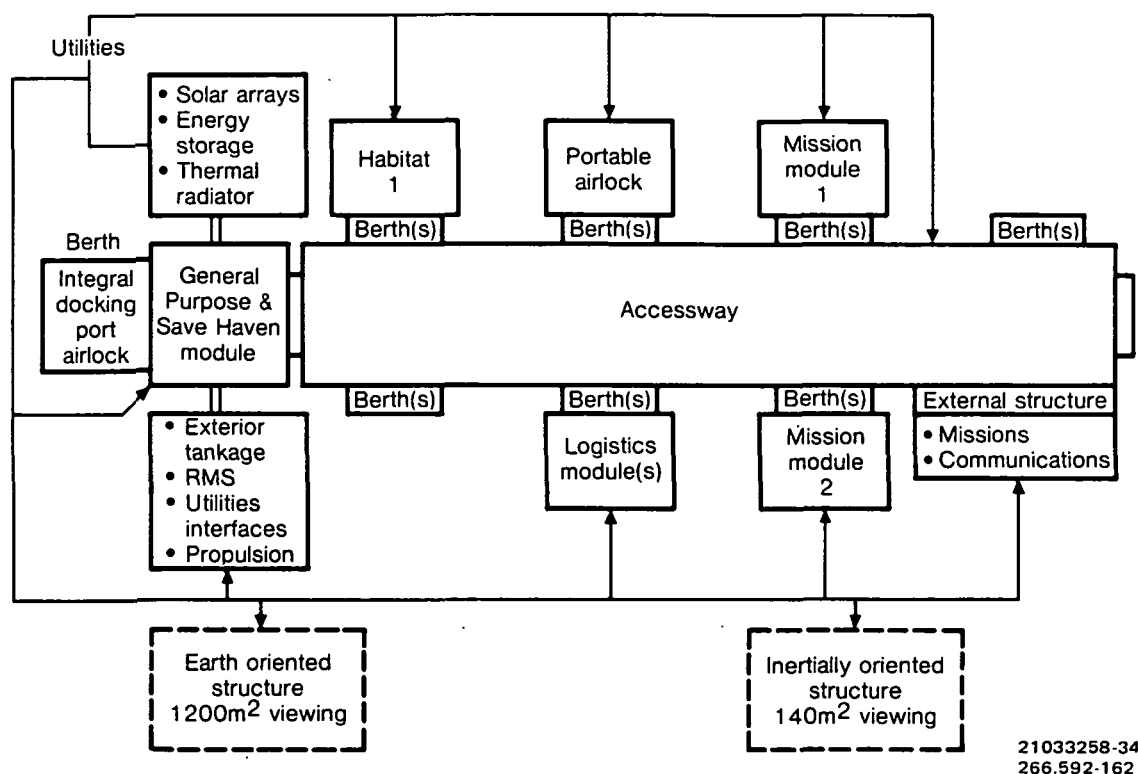 Utilities
• Solar arrays
• Energy
storage
• Thermal
radiator
Habitat
1
Portable
airlock
Mission
module
1
Berth(s)
Berth(s)
Berth(s)
Berth(s)
Berth
Integral
docking
port
airlock
General
Purpose &
Save Haven
module
Accessway
Berth(s)
Berth(s)
Berth(s)
External structure
• Exterior
tankage
• RMS
• Utilities
interfaces
• Propulsion
Logistics
module(s)
Mission
module
2
• Missions
• Communications
Earth oriented
structure
1200m² viewing
Inertially oriented
structure
140m² viewing
21033258-34
266.592-162